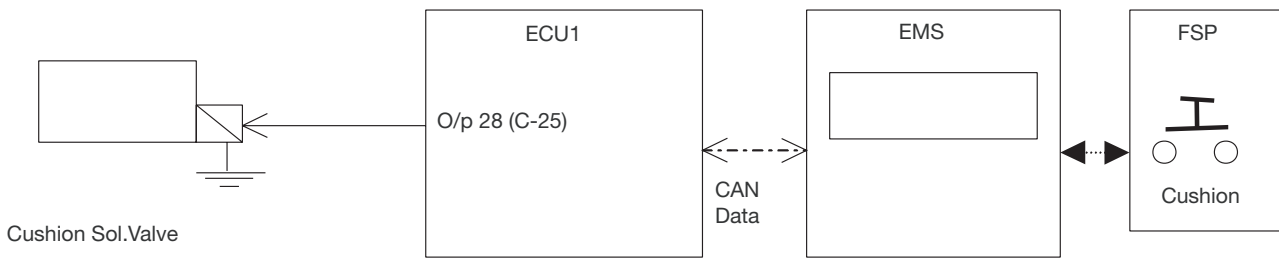 ECU1
EMS
FSP
O/p 28 (C-25)
CAN
Data
Cushion
Cushion Sol.Valve